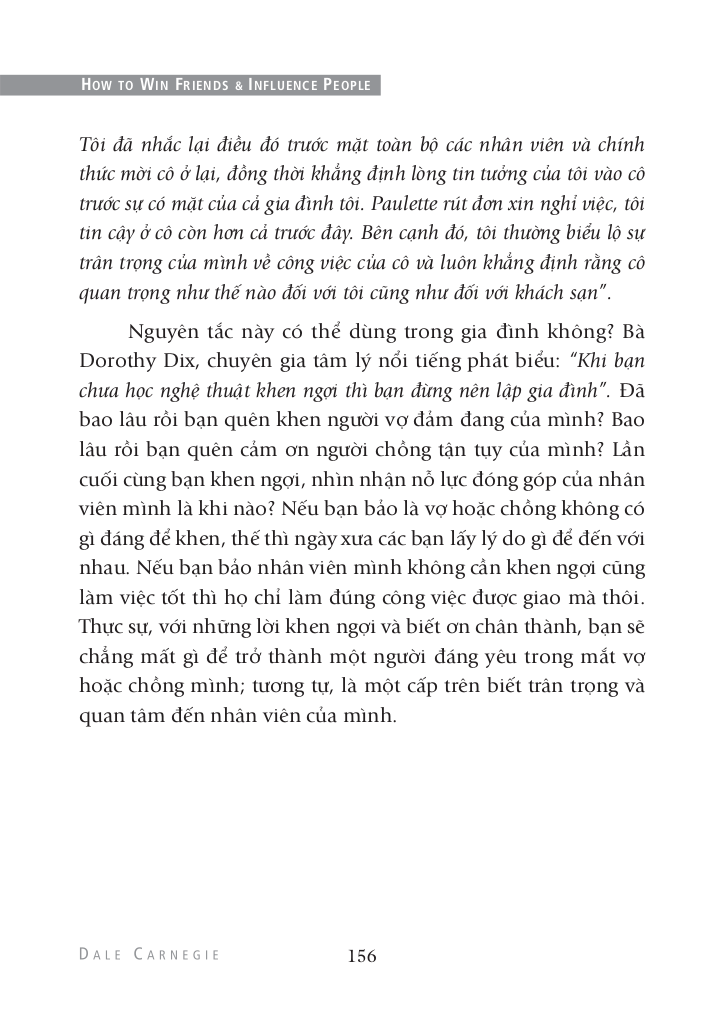 HOW TO WIN FRIENDS & INFLUENCE PEOPLE
Tôi đã nhắc lại điều đó trước mặt toàn bộ các nhân viên và chính
thức mời cô ở lại, đồng thời khẳng định lòng tin tưởng của tôi vào cô
trước sự có mặt của cả gia đình tôi. Paulette rút đơn xin nghỉ việc, tôi
tin cậy ở cô còn hơn cả trước đây. Bên cạnh đó, tôi thường biểu lộ sự
trân trọng của mình về công việc của cô và luôn khẳng định rằng cô
quan trọng như thế nào đối với tôi cũng như đối với khách sạn”.
Nguyên tắc này có thể dùng trong gia đình không? Bà
Dorothy Dix, chuyên gia tâm lý nổi tiếng phát biểu: “Khi bạn
chưa học nghệ thuật khen ngợi thì bạn đừng nên lập gia đình”. Đã
bao lâu rồi bạn quên khen người vợ đảm đang của mình? Bao
lâu rồi bạn quên cảm ơn người chồng tận tụy của mình? Lần
cuối cùng bạn khen ngợi, nhìn nhận nỗ lực đóng góp của nhân
viên mình là khi nào? Nếu bạn bảo là vợ hoặc chồng không có
gì đáng để khen, thế thì ngày xưa các bạn lấy lý do gì để đến với
nhau. Nếu bạn bảo nhân viên mình không cần khen ngợi cũng
làm việc tốt thì họ chỉ làm đúng công việc được giao mà thôi.
Thực sự, với những lời khen ngợi và biết ơn chân thành, bạn sẽ
chẳng mất gì để trở thành một người đáng yêu trong mắt vợ
hoặc chồng mình; tương tự, là một cấp trên biết trân trọng và
quan tâm đến nhân viên của mình.
DALE CARNEGIE 156